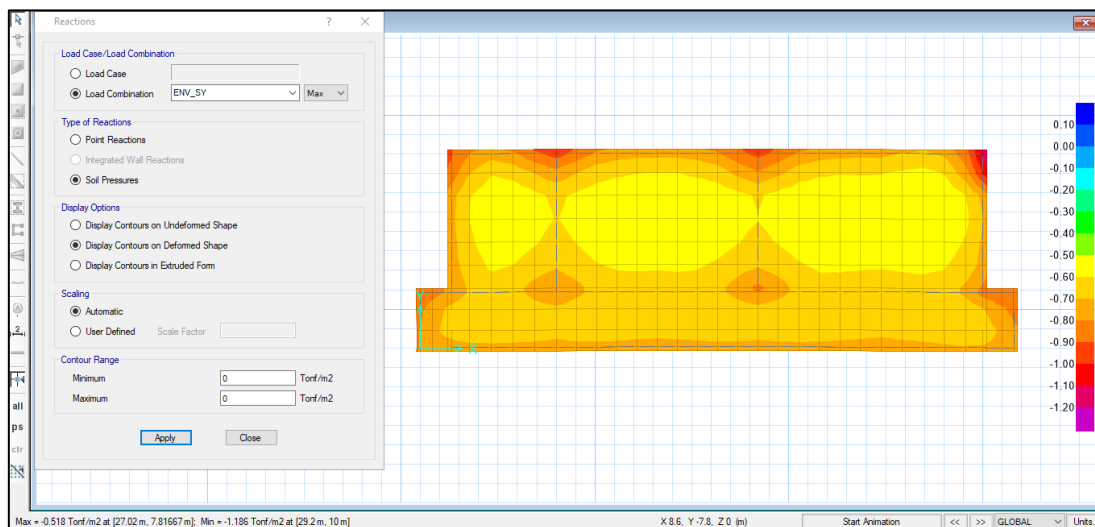 Reactions
? ×
Load Case/Load Combination
Load Case
Load Combination ENV_SY Max
Type of Reactions
Point Reactions
Integrated Wall Reactions
Soil Pressures
Display Options
Display Contours on Undeformed Shape
Display Contours on Deformed Shape
Display Contours in Extruded Form
Scaling
Automatic
User Defined Scale Factor
Contour Range
Minimum 0 Tonf/m2
Maximum 0 Tonf/m2
Apply Close
2
all
ps
clr
X
0.10
0.00
-0.10
-0.20
-0.30
-0.40
-0.50
-0.60
-0.70
-0.80
-0.90
-1.00
-1.10
-1.20
Max = -0.518 Tonf/m2 at [27.02 m, 7.81667 m]; Min = -1.186 Tonf/m2 at [29.2 m, 10 m] X 8.6, Y -7.8, Z 0 (m) Start Animation << >> GLOBAL Units